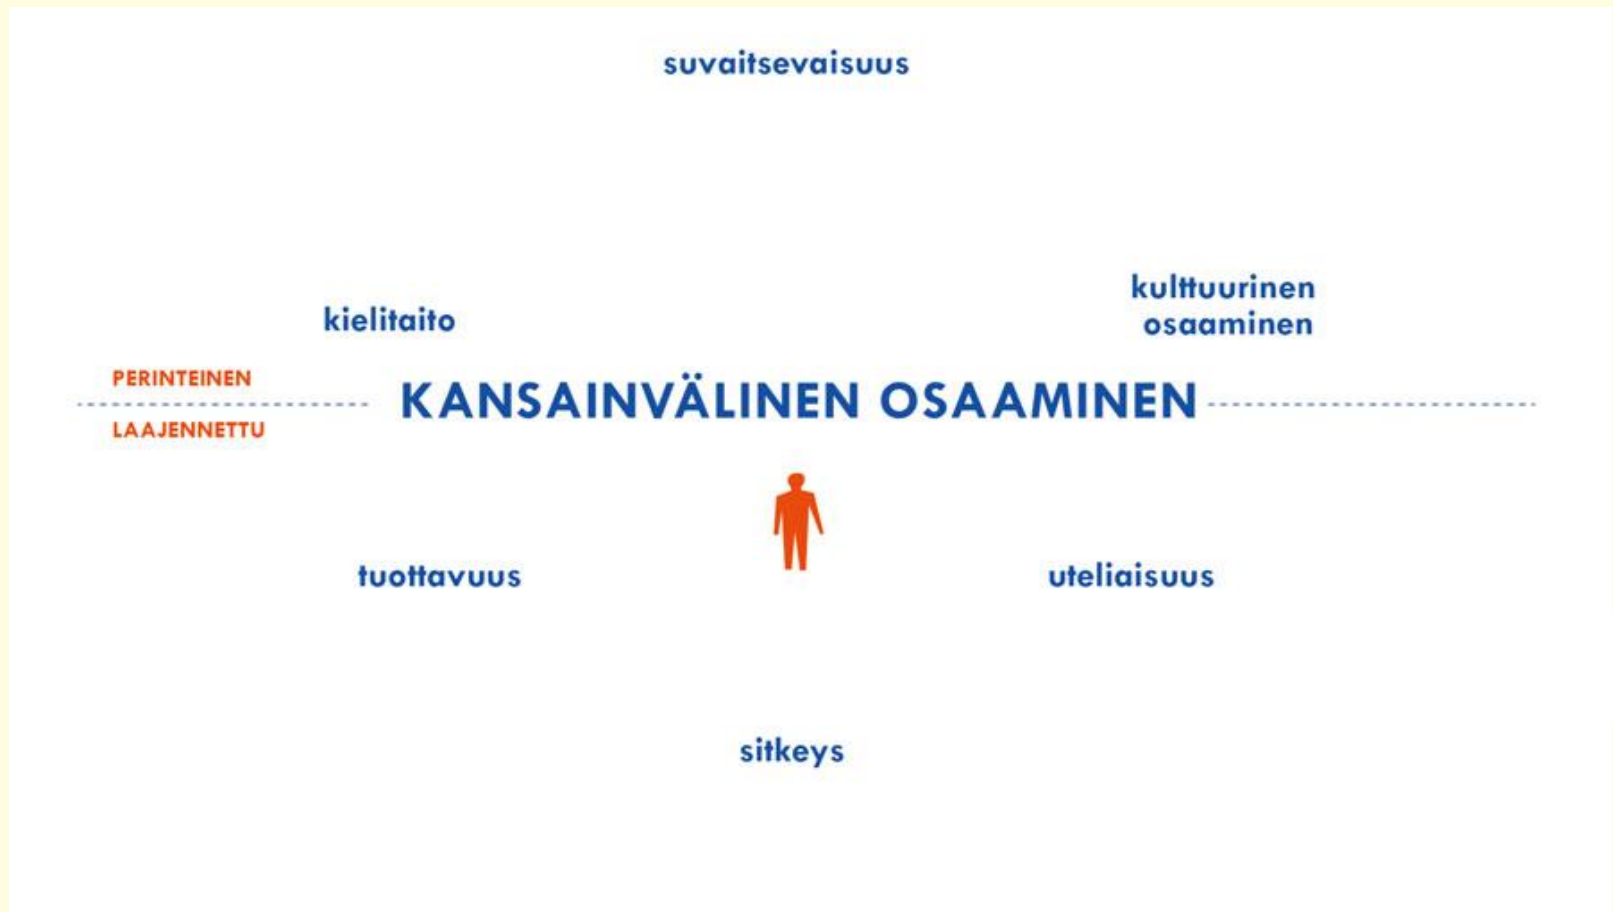 suvaitsevaisuus
kielitaito
kulttuurinen
osaaminen
PERINTEINEN
KANSAINVÄLINEN OSAAMINEN
LAAJENNETTU
tuottavuus
uteliaisuus
sitkeys